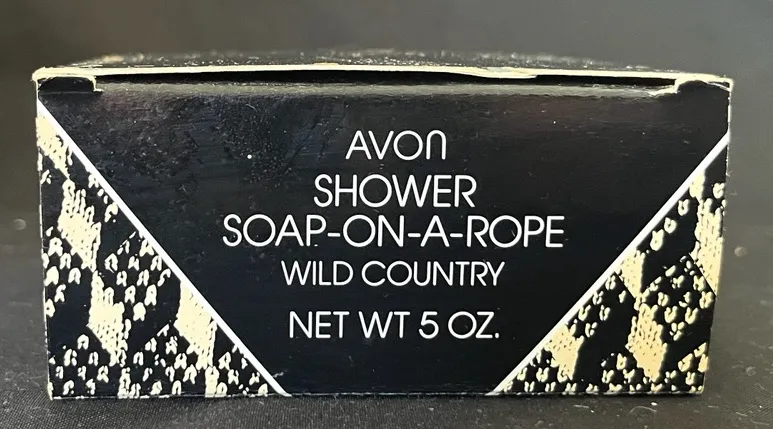 AVON
SHOWER
SOAP-ON-A-ROPE
WILD COUNTRY
NET WT 5 OZ.